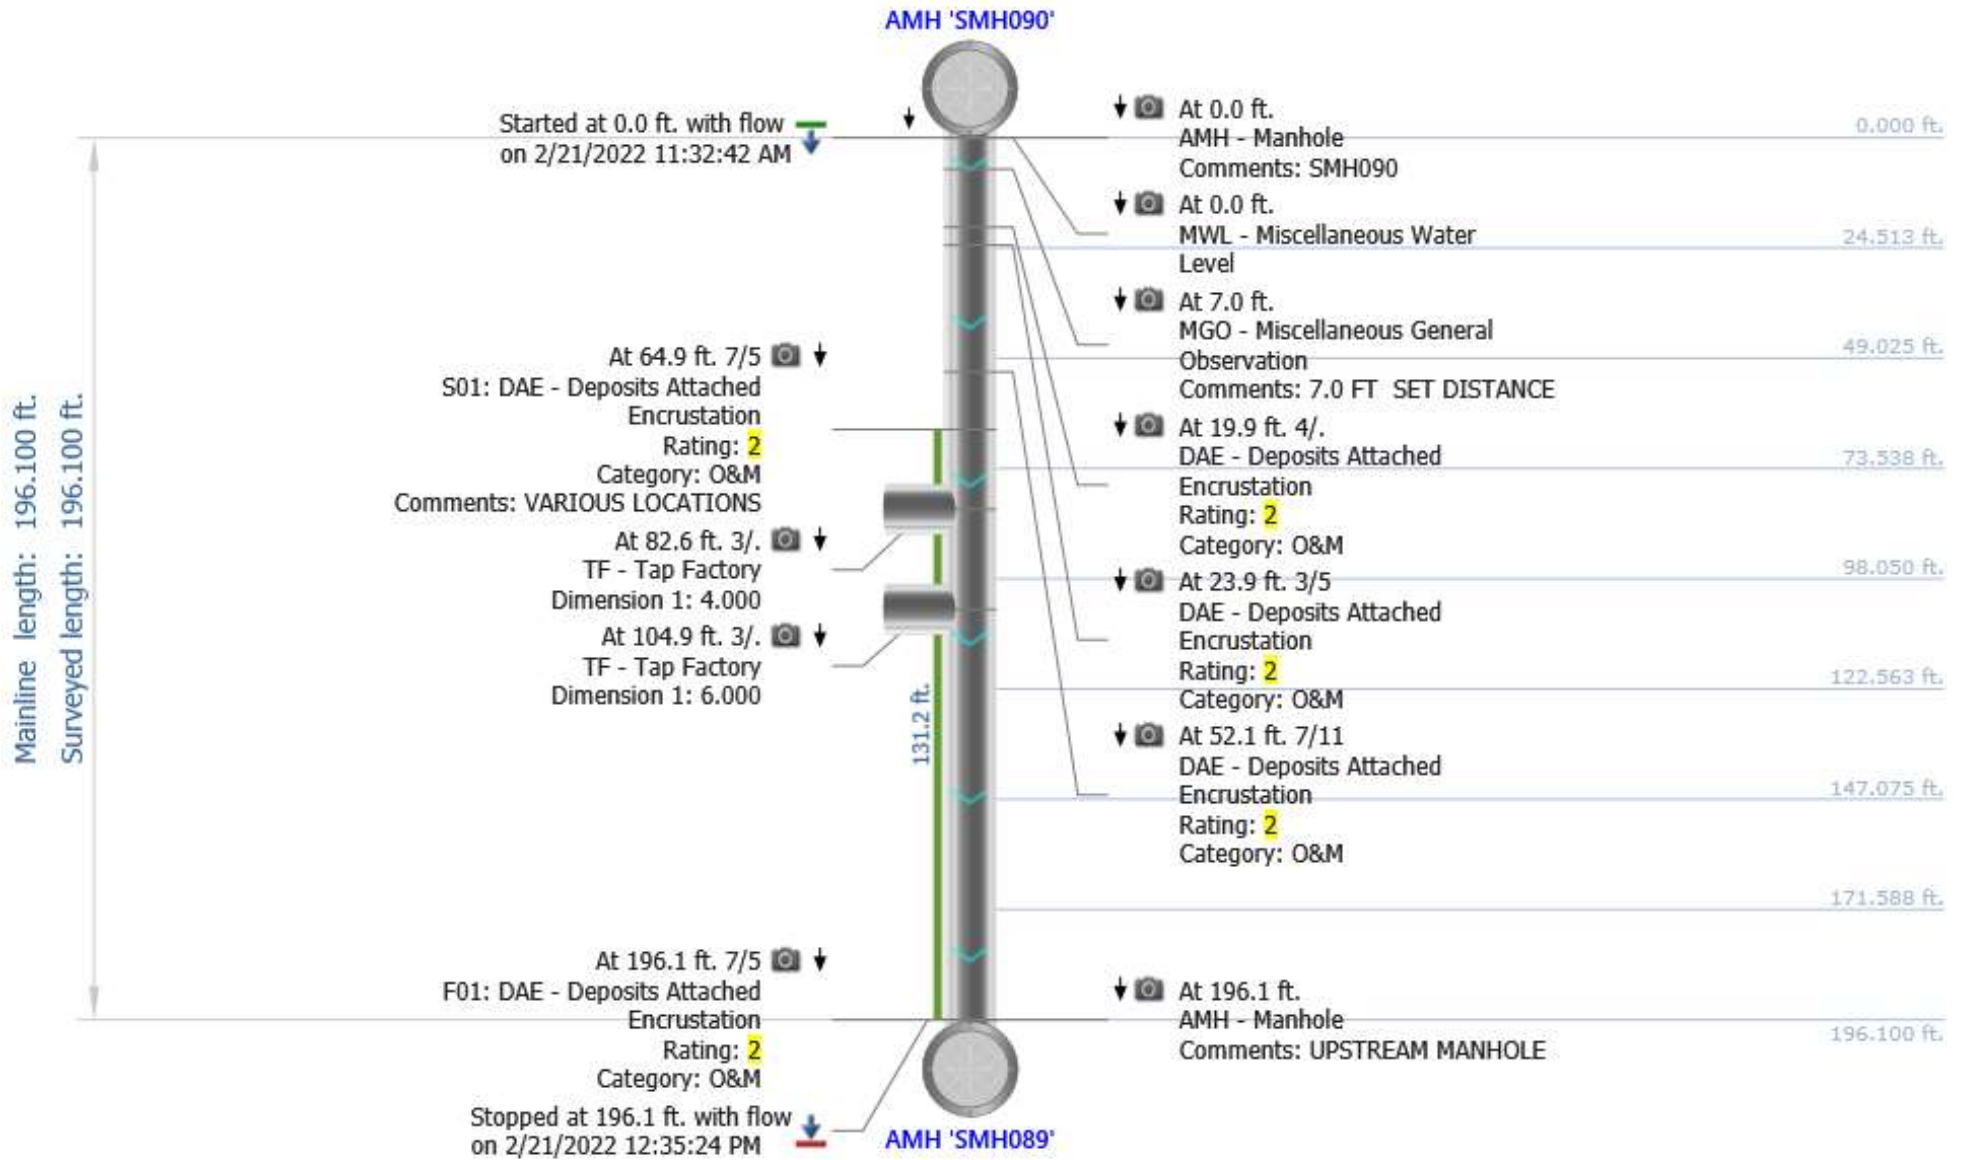 AMH 'SMH090'
Started at 0.0 ft. with flow
on 2/21/2022 11:32:42 AM
At 0.0 ft.
AMH - Manhole
Comments: SMH090
0.000 ft.
At 0.0 ft.
MWL - Miscellaneous Water
Level
24.513 ft.
At 7.0 ft.
MGO - Miscellaneous General
Observation
Comments: 7.0 FT  SET DISTANCE
49.025 ft.
At 64.9 ft. 7/5
S01: DAE - Deposits Attached
Encrustation
Rating: 2
Category: O&M
Comments: VARIOUS LOCATIONS
At 19.9 ft. 4/.
DAE - Deposits Attached
Encrustation
Rating: 2
Category: O&M
73.538 ft.
At 82.6 ft. 3/.
TF - Tap Factory
Dimension 1: 4.000
At 23.9 ft. 3/5
DAE - Deposits Attached
Encrustation
Rating: 2
Category: O&M
98.050 ft.
At 104.9 ft. 3/.
TF - Tap Factory
Dimension 1: 6.000
122.563 ft.
Mainline length: 196.100 ft.
Surveyed length: 196.100 ft.
131.2 ft.
At 52.1 ft. 7/11
DAE - Deposits Attached
Encrustation
Rating: 2
Category: O&M
147.075 ft.
171.588 ft.
At 196.1 ft. 7/5
F01: DAE - Deposits Attached
Encrustation
Rating: 2
Category: O&M
At 196.1 ft.
AMH - Manhole
Comments: UPSTREAM MANHOLE
196.100 ft.
Stopped at 196.1 ft. with flow
on 2/21/2022 12:35:24 PM
AMH 'SMH089'